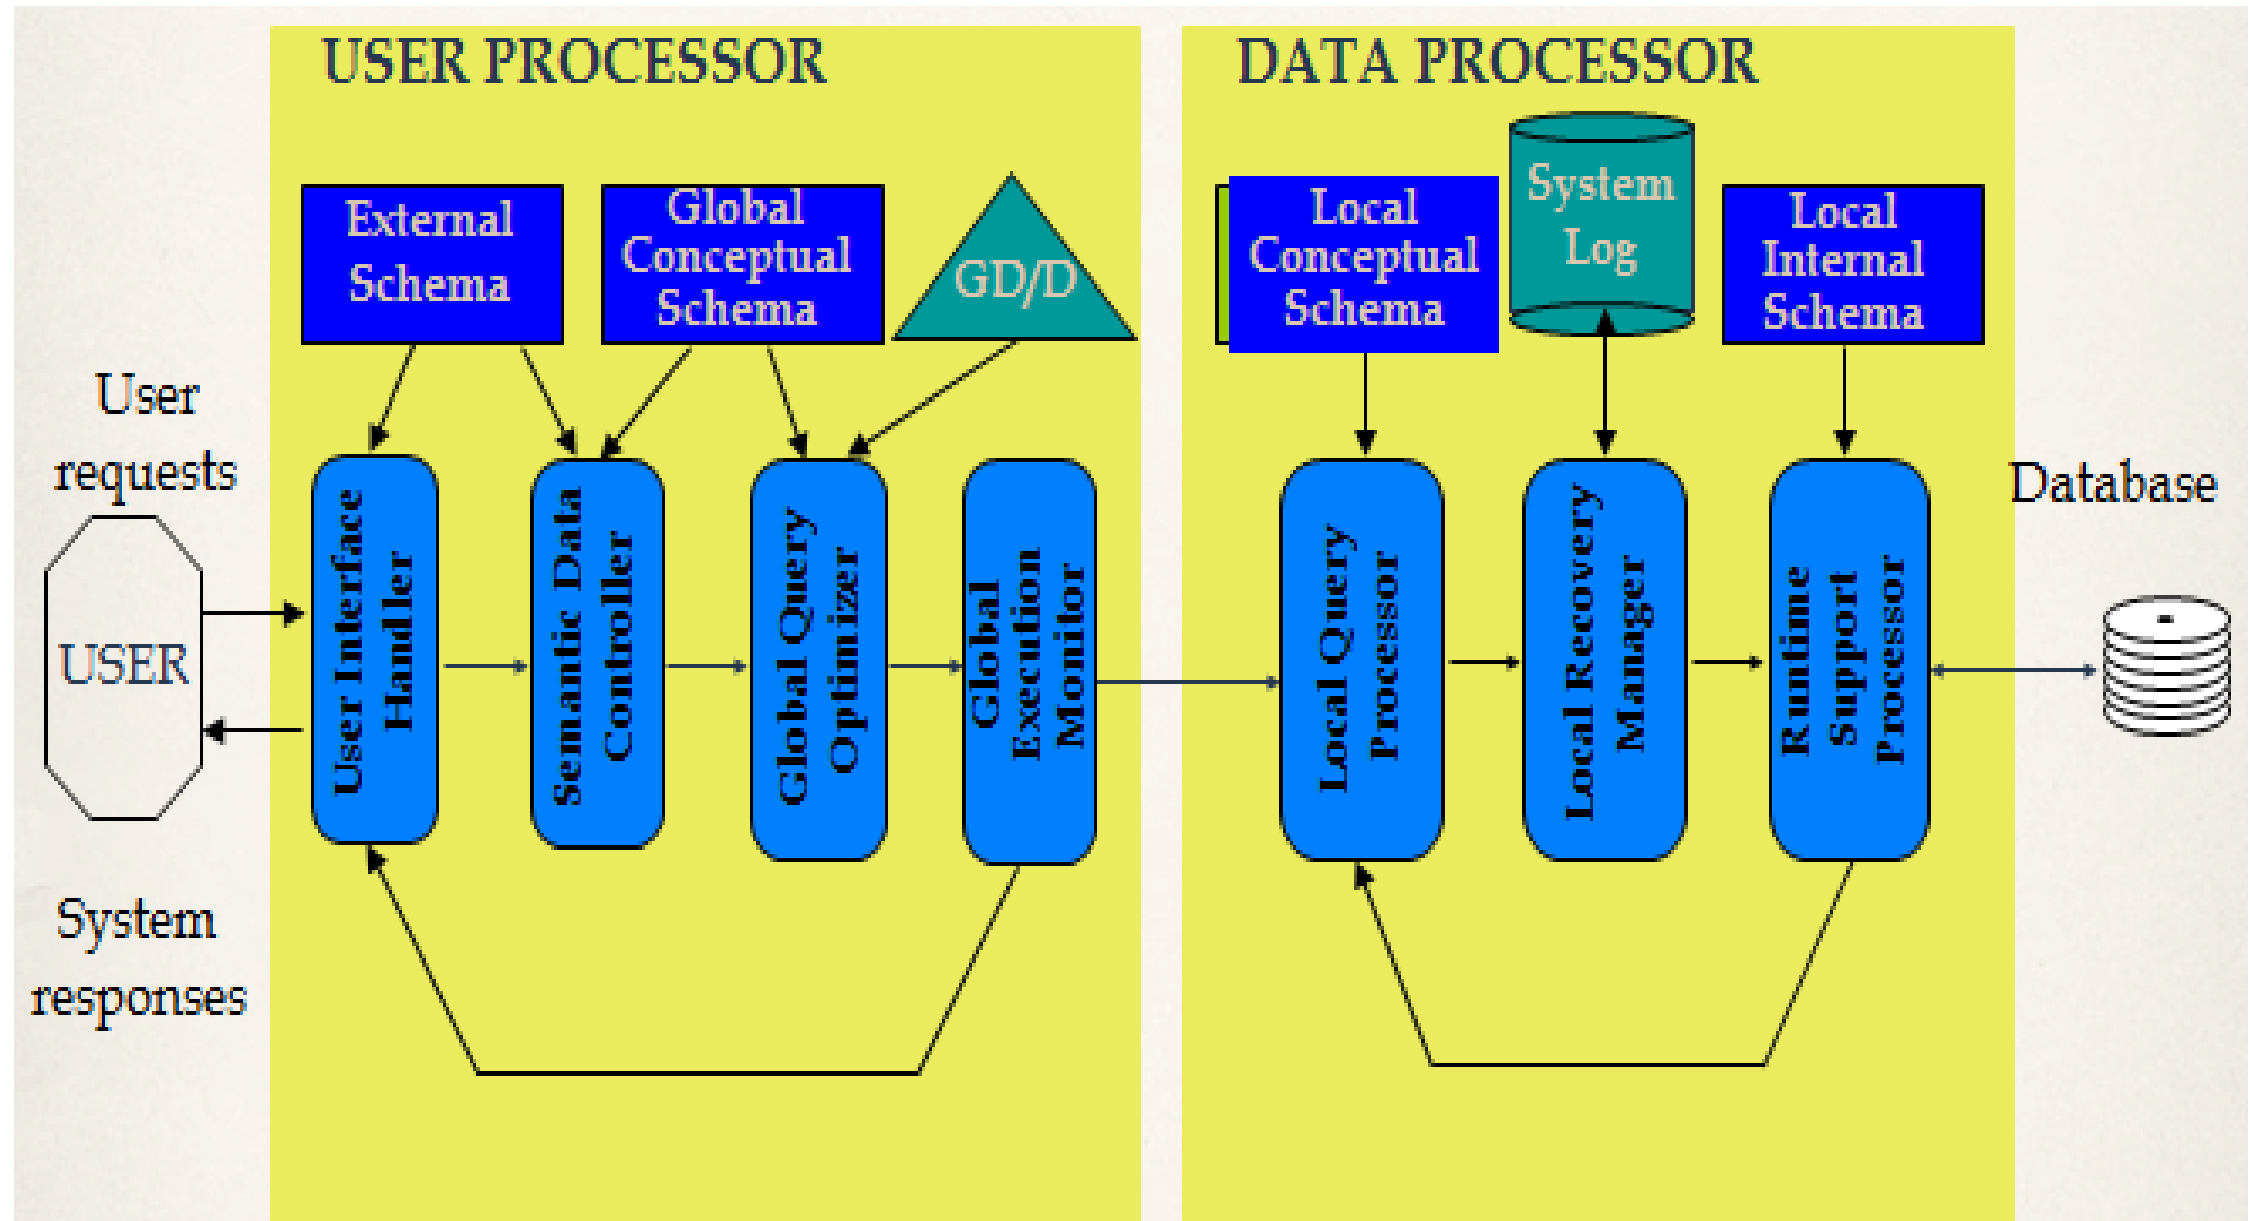 USER PROCESSOR
DATA PROCESSOR
External
Schema
Global
Conceptual
Schema
GD/D
Local
Conceptual
Schema
System
Log
Local
Internal
Schema
User
requests
USER
System
responses
User Interface
Handler
Semantic Data
Controller
Global Query
Optimizer
Global
Execution
Monitor
Local Query
Processor
Local Recovery
Manager
Runtime
Support
Processor
Database